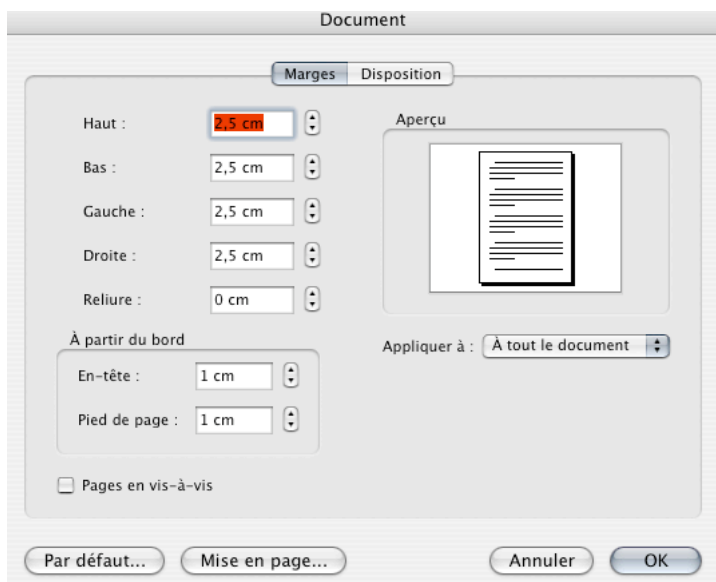 Document
Marges Disposition
Haut : 2,5 cm
Bas : 2,5 cm
Gauche : 2,5 cm
Droite : 2,5 cm
Reliure : 0 cm
À partir du bord
En-tête : 1 cm
Pied de page : 1 cm
Pages en vis-à-vis
Aperçu
Appliquer à : À tout le document
Par défaut... Mise en page... Annuler OK